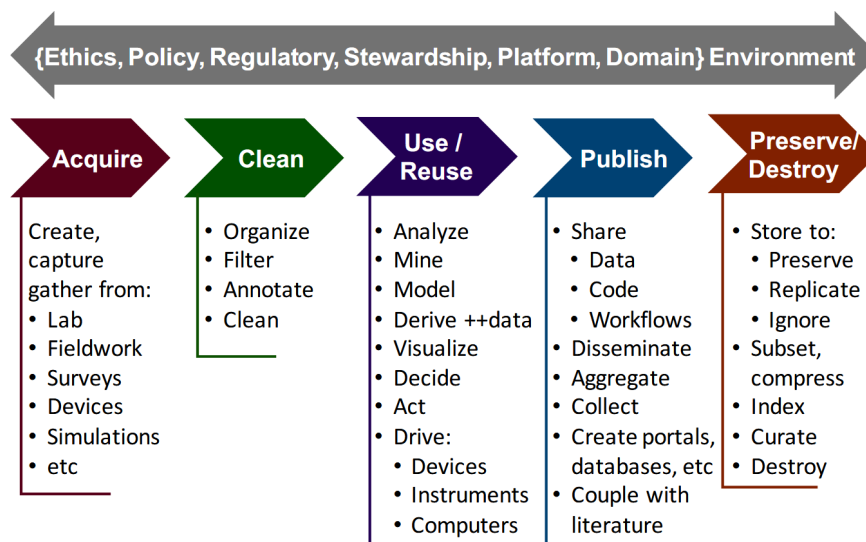 {Ethics, Policy, Regulatory, Stewardship, Platform, Domain} Environment
Acquire
Create,
capture
gather from:
• Lab
• Fieldwork
• Surveys
• Devices
• Simulations
• etc
Clean
• Organize
• Filter
• Annotate
• Clean
Use /
Reuse
• Analyze
• Mine
• Model
• Derive ++data
• Visualize
• Decide
• Act
• Drive:
• Devices
• Instruments
• Computers
Publish
• Share
• Data
• Code
• Workflows
• Disseminate
• Aggregate
• Collect
• Create portals,
databases, etc
• Couple with
literature
Preserve/
Destroy
• Store to:
• Preserve
• Replicate
• Ignore
• Subset,
compress
• Index
• Curate
• Destroy